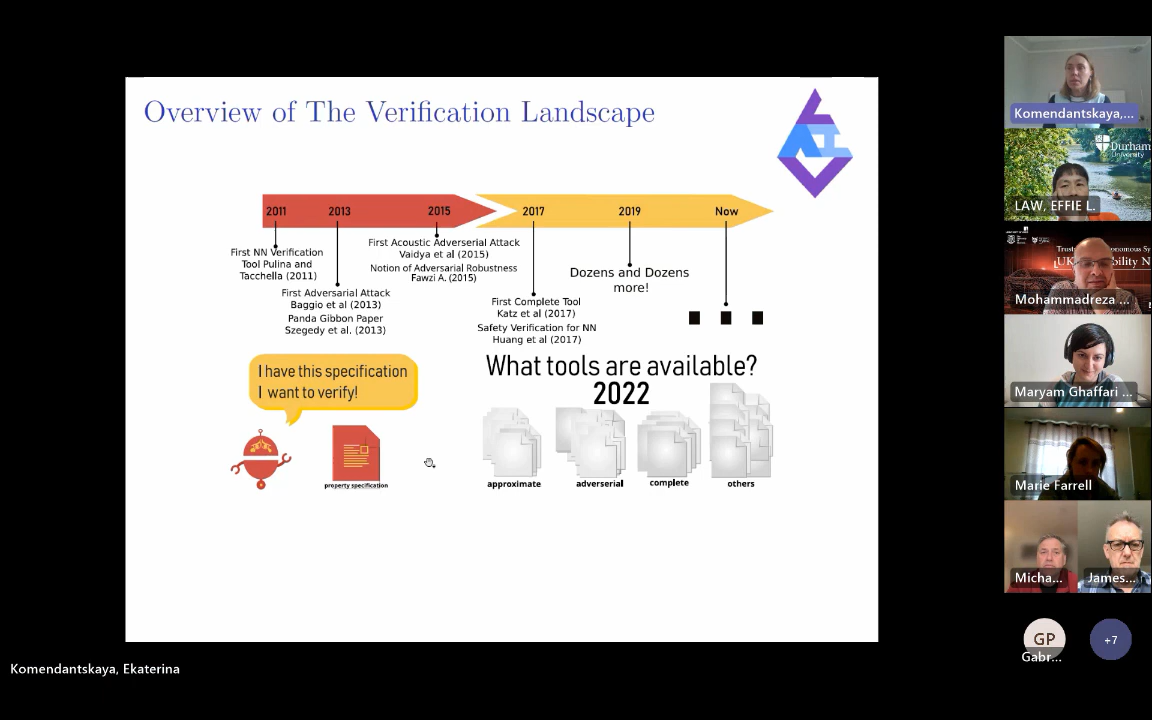 Overview of The Verification Landscape
2011
2013
2015
2017
2019
Now
First NN Verification
Tool Pulina and
Tacchella (2011)
First Adversarial Attack
Baggio et al (2013)
Panda Gibbon Paper
Szegedy et al. (2013)
First Acoustic Adverserial Attack
Vaidya et al (2015)
Notion of Adversarial Robustness
Fawzi A. (2015)
First Complete Tool
Katz et al (2017)
Safety Verification for NN
Huang et al (2017)
Dozens and Dozens
more!
I have this specification
I want to verify!
property specification
What tools are available?
2022
approximate
adverserial
complete
others
Komendantskaya,...
Durham
University
LAW, EFFIE L.
Mohammadreza ...
Maryam Ghaffari ...
Marie Farrell
Micha...
James...
GP
Gabr...
+7
Komendantskaya, Ekaterina